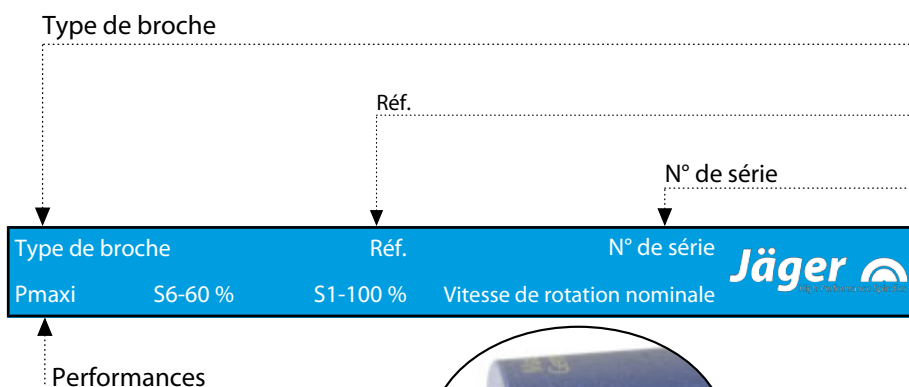 Type de broche
Réf.
N° de série
Type de broche Réf. N° de série
Jäger
Pmaxi S6-60 % S1-100 % Vitesse de rotation nominale
Performances